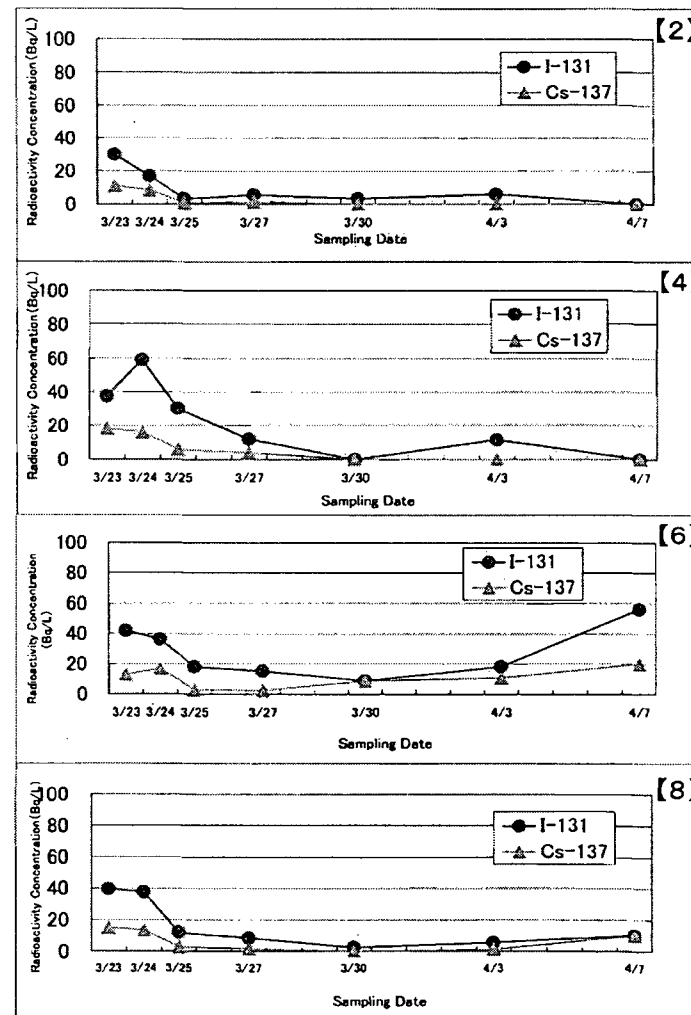 【2】
Radioactivity Concentration(Bq/L)
100
80
60
40
20
0
I-131
Cs-137
3/23 3/24 3/25 3/27 3/30 4/3 4/7
Sampling Date
【4】
Radioactivity Concentration(Bq/L)
100
80
60
40
20
0
I-131
Cs-137
3/23 3/24 3/25 3/27 3/30 4/3 4/7
Sampling Date
【6】
Radioactivity Concentration
(Bq/L)
100
80
60
40
20
0
I-131
Cs-137
3/23 3/24 3/25 3/27 3/30 4/3 4/7
Sampling Date
【8】
Radioactivity Concentration(Bq/L)
100
80
60
40
20
0
I-131
Cs-137
3/23 3/24 3/25 3/27 3/30 4/3 4/7
Sampling Date